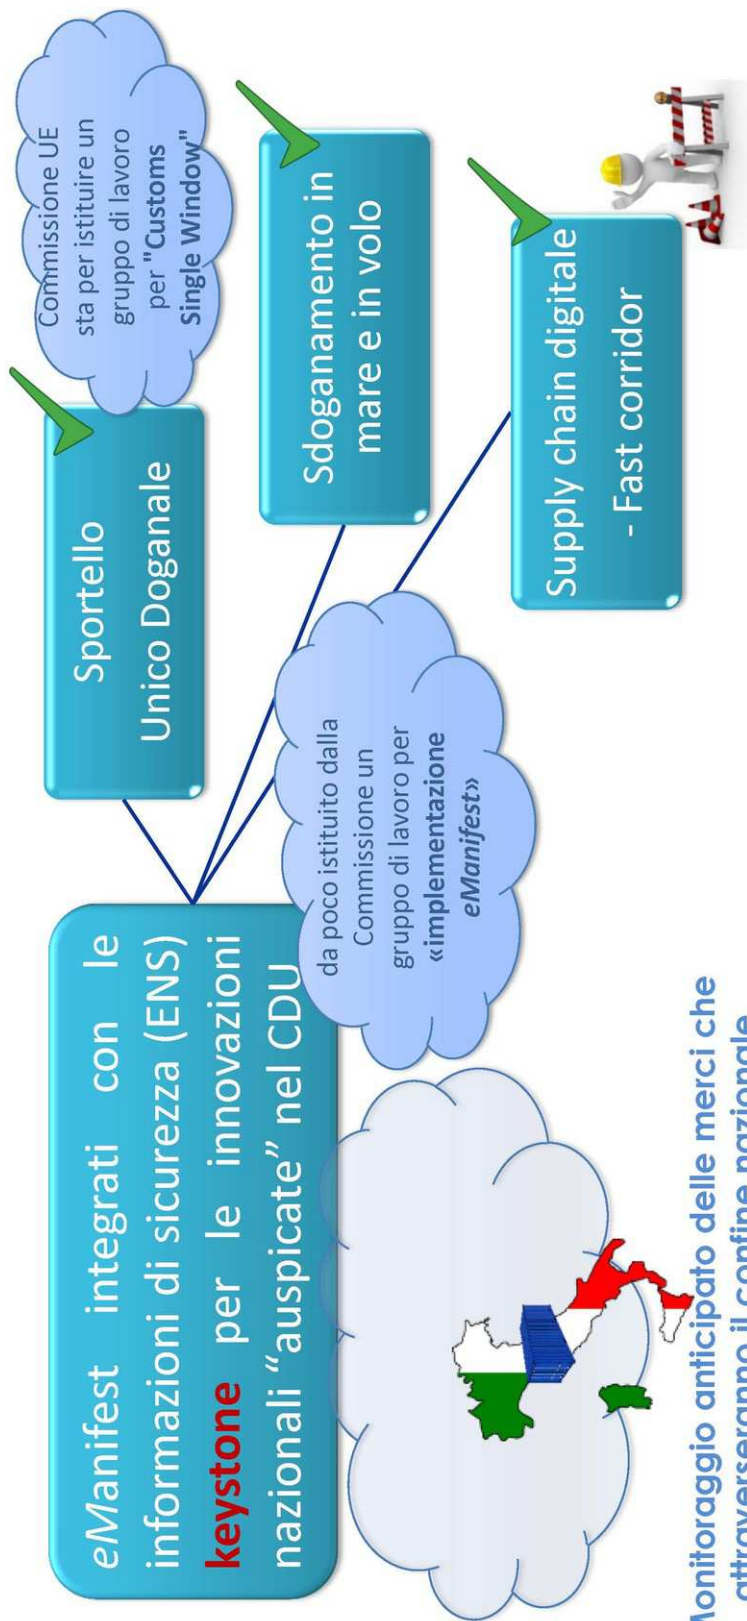 eManifest integrati con le
informazioni di sicurezza (ENS)
keystone per le innovazioni
nazionali “auspicate” nel CDU
Sportello
Unico Doganale
Commissione UE
sta per istituire un
gruppo di lavoro
per "Customs
Single Window"
Sdoganamento in
mare e in volo
da poco istituito dalla
Commissione un
gruppo di lavoro per
«implementazione
eManifest»
Supply chain digitale
- Fast corridor
Monitoraggio anticipato delle merci che
attraverseranno il confine nazionale